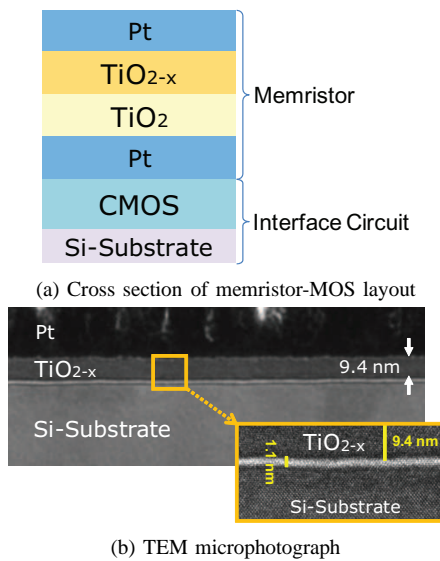 Pt
TiO2-x
TiO2
Pt
CMOS
Si-Substrate
Memristor
Interface Circuit
(a) Cross section of memristor-MOS layout
Pt
TiO2-x
9.4 nm
Si-Substrate
TiO2-x
9.4 nm
1.1 nm
Si-Substrate
(b) TEM microphotograph